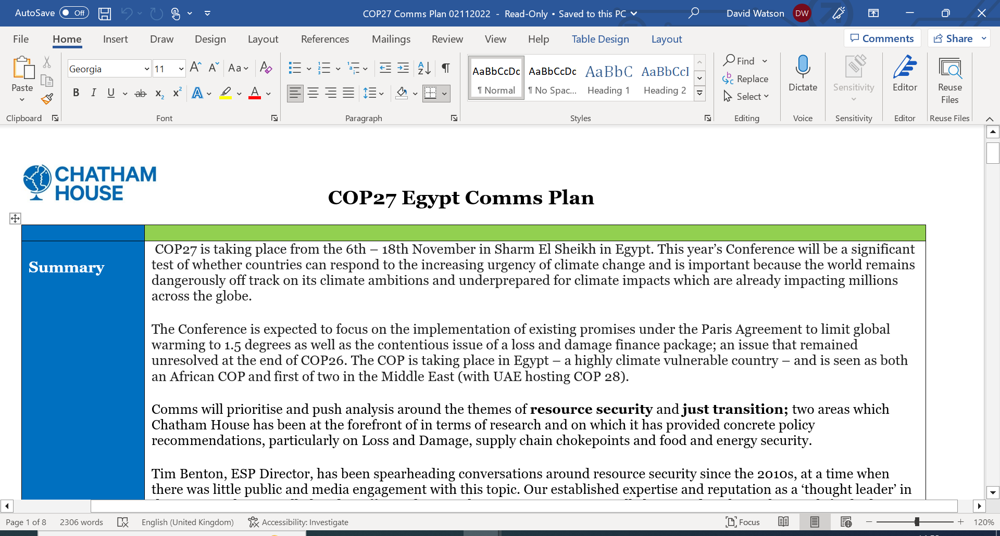 AutoSave Off COP27 Comms Plan 02112022 - Read-Only • Saved to this PC David Watson DW
File Home Insert Draw Design Layout References Mailings Review View Help Table Design Layout Comments Share
Georgia 11 Aa
Paste
B I U ab x2 x2 A A
AaBbCcDc AaBbCcDc AaBbC AaBbCcI
¶ Normal ¶ No Spac... Heading 1 Heading 2
Find
Replace
Select
Dictate Sensitivity Editor Reuse
Files
Clipboard Font Paragraph Styles Editing Voice Sensitivity Editor Reuse Files
CHATHAM
HOUSE
COP27 Egypt Comms Plan
Summary
COP27 is taking place from the 6th – 18th November in Sharm El Sheikh in Egypt. This year’s Conference will be a significant
test of whether countries can respond to the increasing urgency of climate change and is important because the world remains
dangerously off track on its climate ambitions and underprepared for climate impacts which are already impacting millions
across the globe.
The Conference is expected to focus on the implementation of existing promises under the Paris Agreement to limit global
warming to 1.5 degrees as well as the contentious issue of a loss and damage finance package; an issue that remained
unresolved at the end of COP26. The COP is taking place in Egypt – a highly climate vulnerable country – and is seen as both
an African COP and first of two in the Middle East (with UAE hosting COP 28).
Comms will prioritise and push analysis around the themes of resource security and just transition; two areas which
Chatham House has been at the forefront of in terms of research and on which it has provided concrete policy
recommendations, particularly on Loss and Damage, supply chain chokepoints and food and energy security.
Tim Benton, ESP Director, has been spearheading conversations around resource security since the 2010s, at a time when
there was little public and media engagement with this topic. Our established expertise and reputation as a ‘thought leader’ in
Page 1 of 8 2306 words English (United Kingdom) Accessibility: Investigate Focus 120%